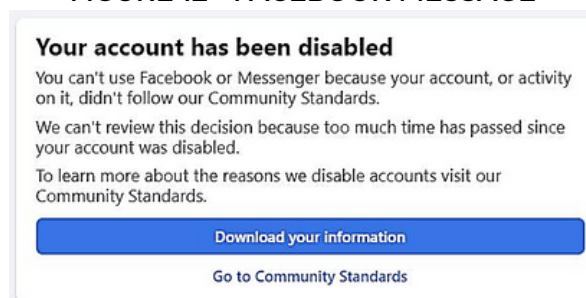 Your account has been disabled
You can't use Facebook or Messenger because your account, or activity
on it, didn't follow our Community Standards.
We can't review this decision because too much time has passed since
your account was disabled.
To learn more about the reasons we disable accounts visit our
Community Standards.
Download your information
Go to Community Standards